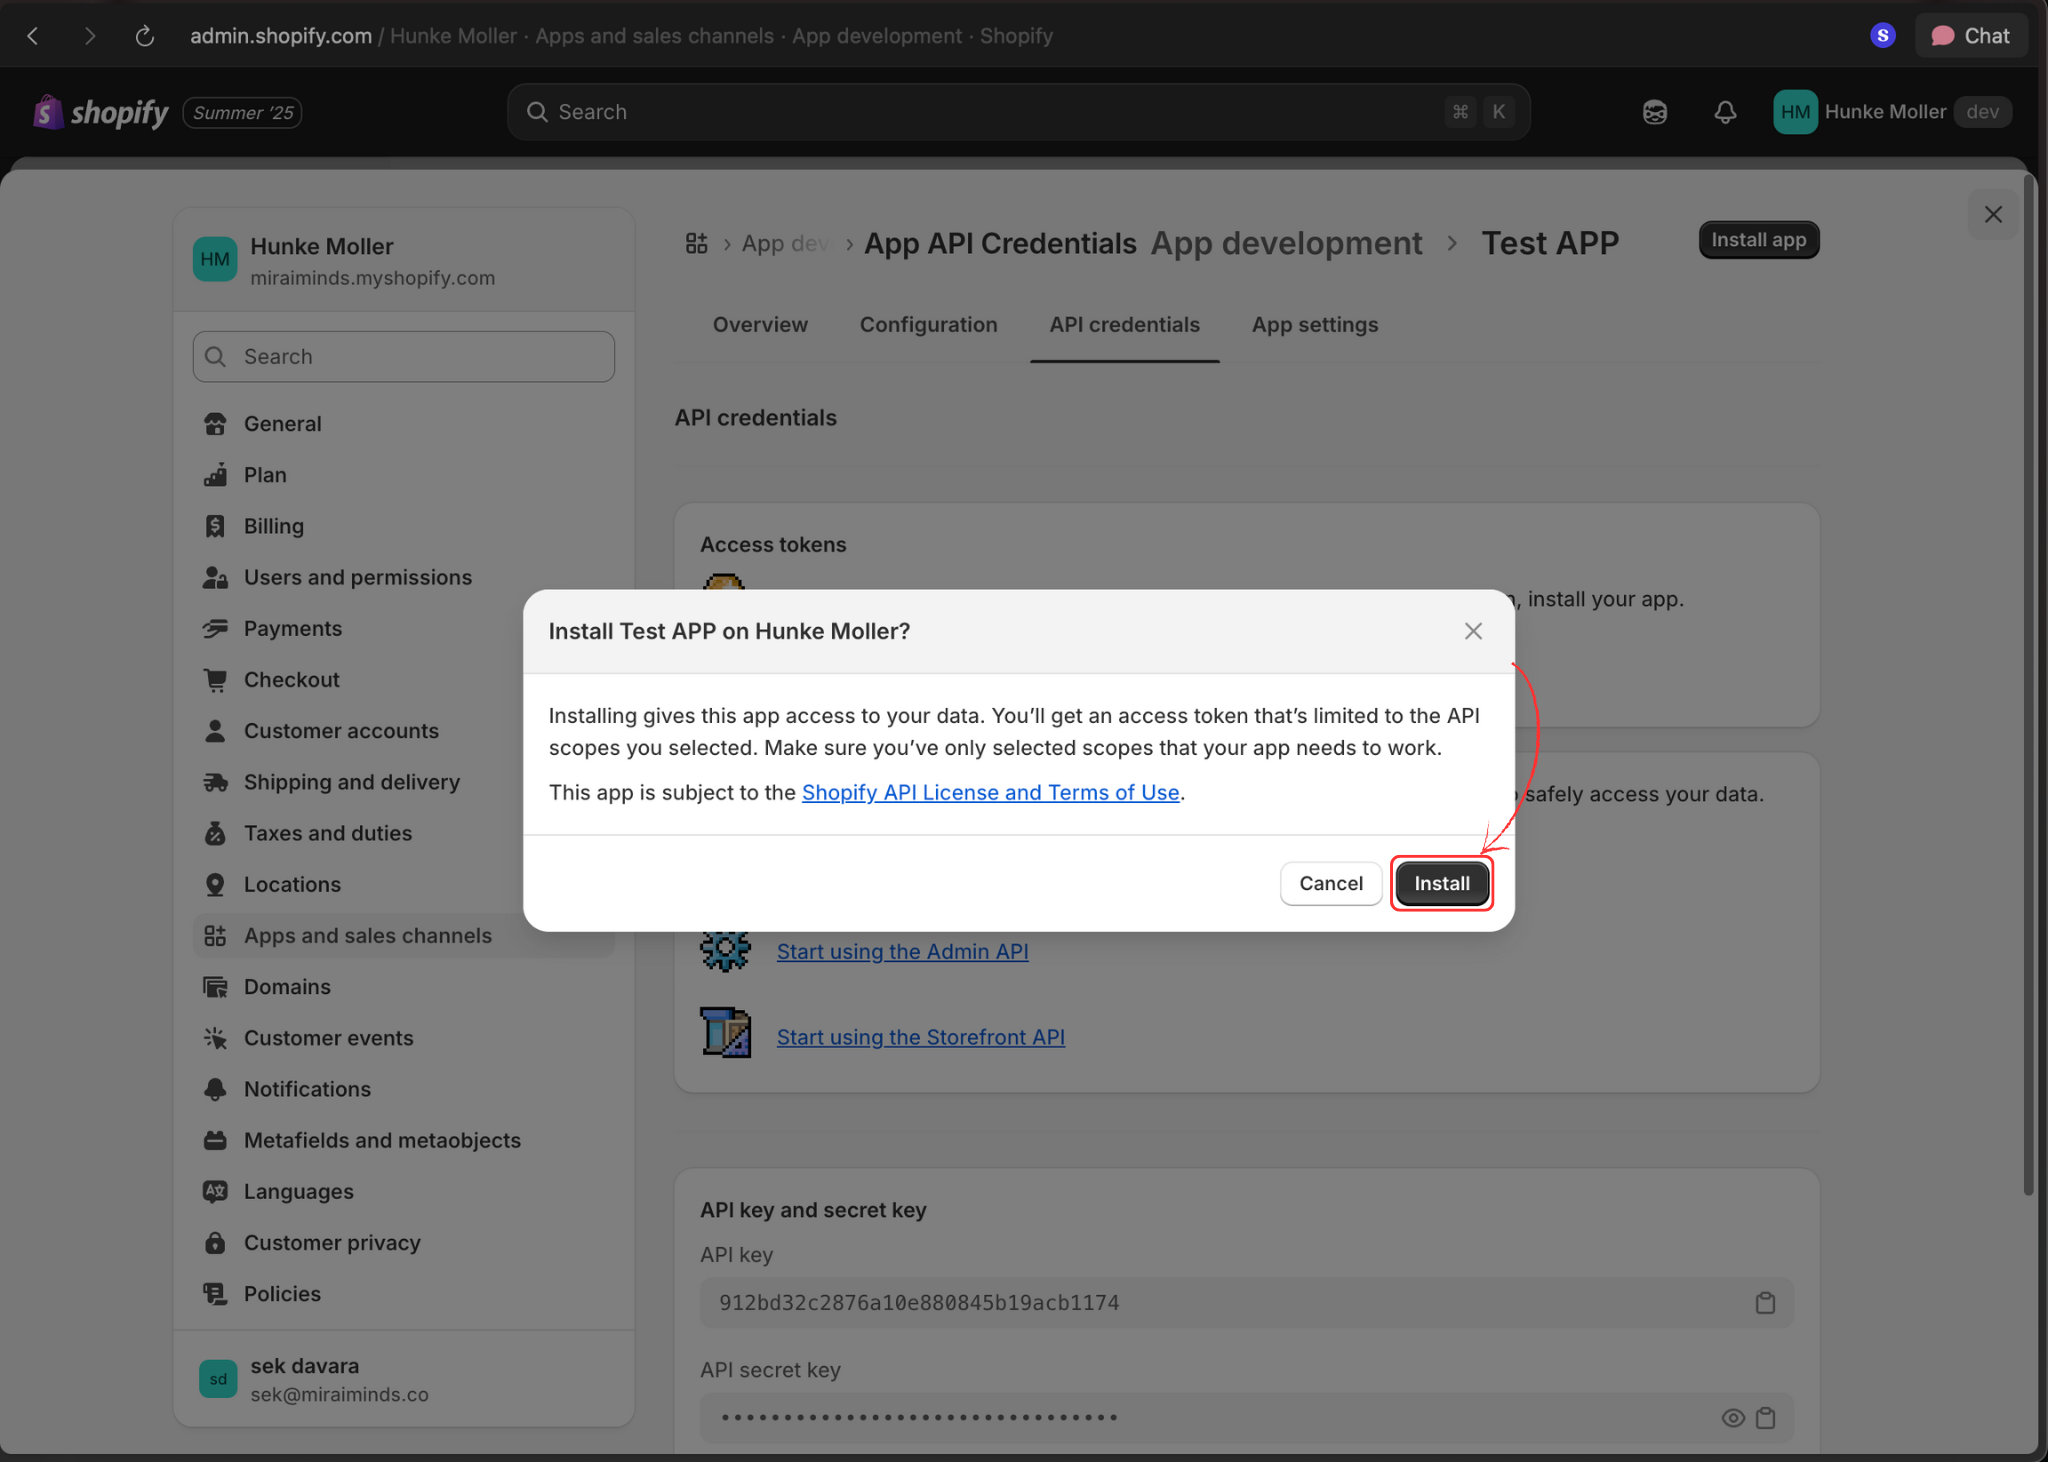 admin.shopify.com / Hunke Moller · Apps and sales channels · App development · Shopify
S
Chat
shopify
Summer '25
Search
⌘ K
HM
Hunke Moller
dev
HM
Hunke Moller
miraiminds.myshopify.com
Search
General
Plan
Billing
Users and permissions
Payments
Checkout
Customer accounts
Shipping and delivery
Taxes and duties
Locations
Apps and sales channels
Domains
Customer events
Notifications
Metafields and metaobjects
Languages
Customer privacy
Policies
sd
sek davara
sek@miraiminds.co
App dev › App API Credentials App development › Test APP
Install app
Overview
Configuration
API credentials
App settings
API credentials
Access tokens
, install your app.
Install Test APP on Hunke Moller?
Installing gives this app access to your data. You’ll get an access token that’s limited to the API
scopes you selected. Make sure you’ve only selected scopes that your app needs to work.
This app is subject to the Shopify API License and Terms of Use.
Cancel
Install
safely access your data.
Start using the Admin API
Start using the Storefront API
API key and secret key
API key
912bd32c2876a10e880845b19acb1174
API secret key
••••••••••••••••••••••••••••••••